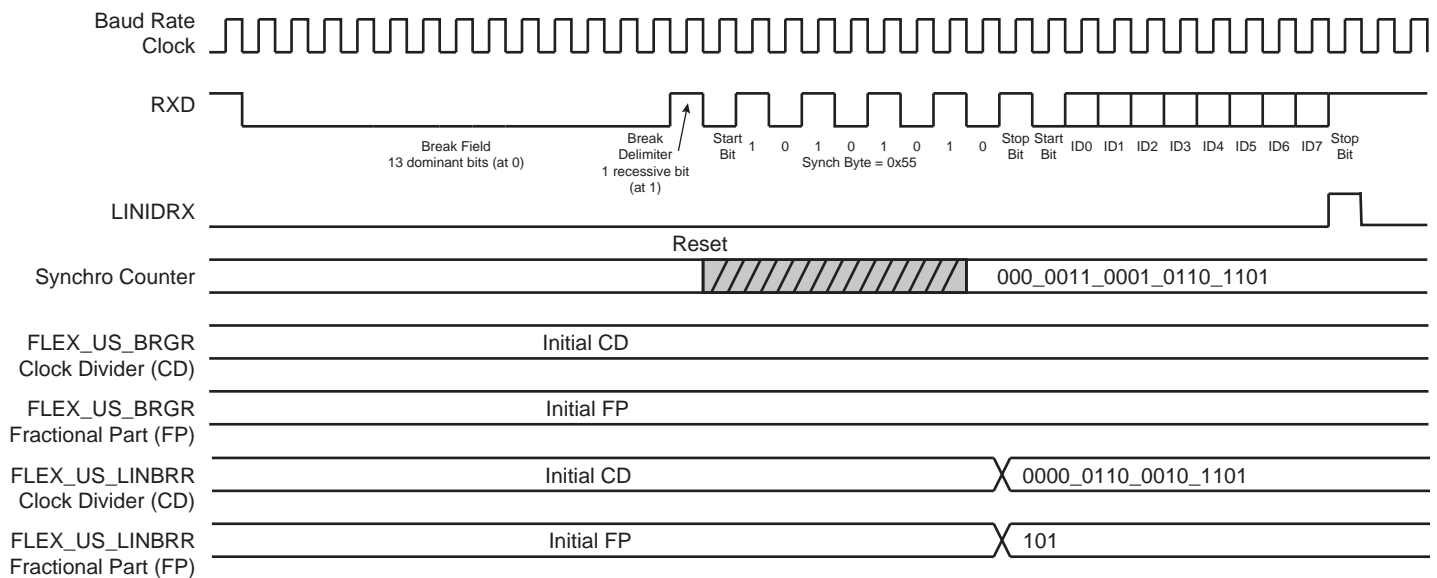 Baud Rate
Clock
RXD
Break Field
13 dominant bits (at 0)
Break
Delimiter
1 recessive bit
(at 1)
Start
Bit
1 0 1 0 1 0 1 0
Synch Byte = 0x55
Stop
Bit
Start
Bit
ID0 ID1 ID2 ID3 ID4 ID5 ID6 ID7
Stop
Bit
LINIDRX
Reset
Synchro Counter
000_0011_0001_0110_1101
FLEX_US_BRGR
Clock Divider (CD)
Initial CD
FLEX_US_BRGR
Fractional Part (FP)
Initial FP
FLEX_US_LINBRR
Clock Divider (CD)
Initial CD
0000_0110_0010_1101
FLEX_US_LINBRR
Fractional Part (FP)
Initial FP
101